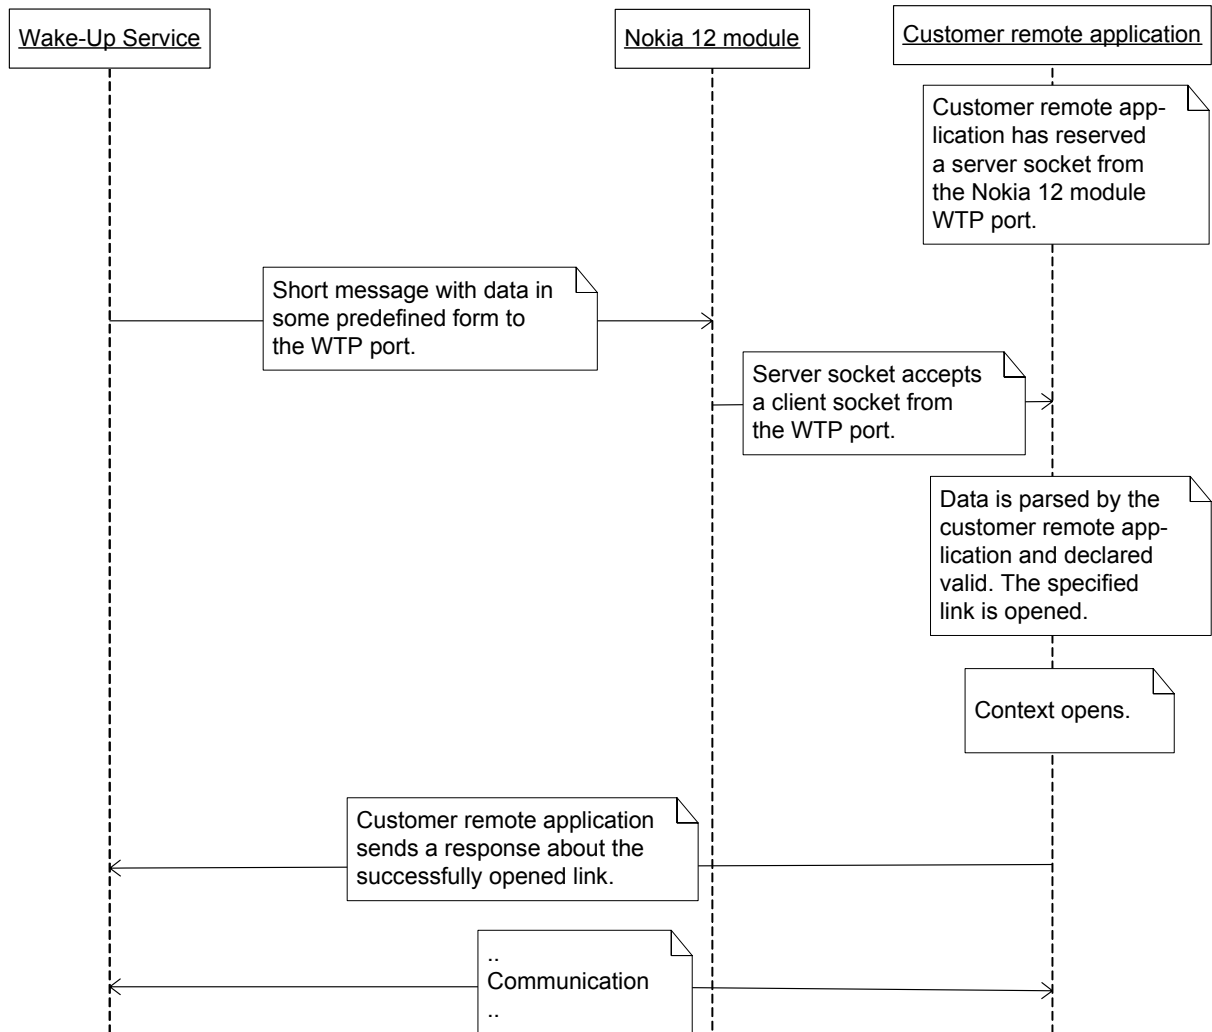 Wake-Up Service
Nokia 12 module
Customer remote application
Customer remote app-
lication has reserved
a server socket from
the Nokia 12 module
WTP port.
Short message with data in
some predefined form to
the WTP port.
Server socket accepts
a client socket from
the WTP port.
Data is parsed by the
customer remote app-
lication and declared
valid. The specified
link is opened.
Context opens.
Customer remote application
sends a response about the
successfully opened link.
..
Communication
..